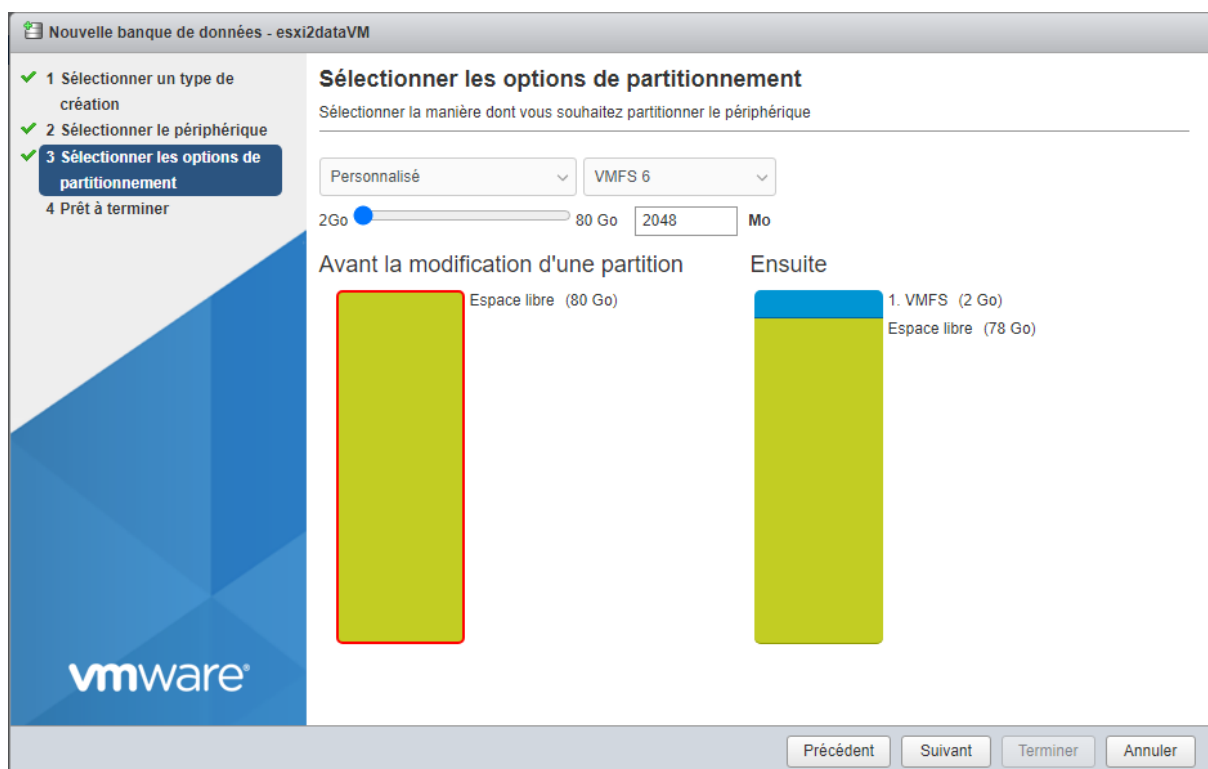 Nouvelle banque de données - esxi2dataVM
1 Sélectionner un type de
création
2 Sélectionner le périphérique
3 Sélectionner les options de
partitionnement
4 Prêt à terminer
Sélectionner les options de partitionnement
Sélectionner la manière dont vous souhaitez partitionner le périphérique
Personnalisé VMFS 6
2Go 80 Go 2048 Mo
Avant la modification d'une partition Ensuite
Espace libre (80 Go) 1. VMFS (2 Go)
Espace libre (78 Go)
vmware®
Précédent Suivant Terminer Annuler